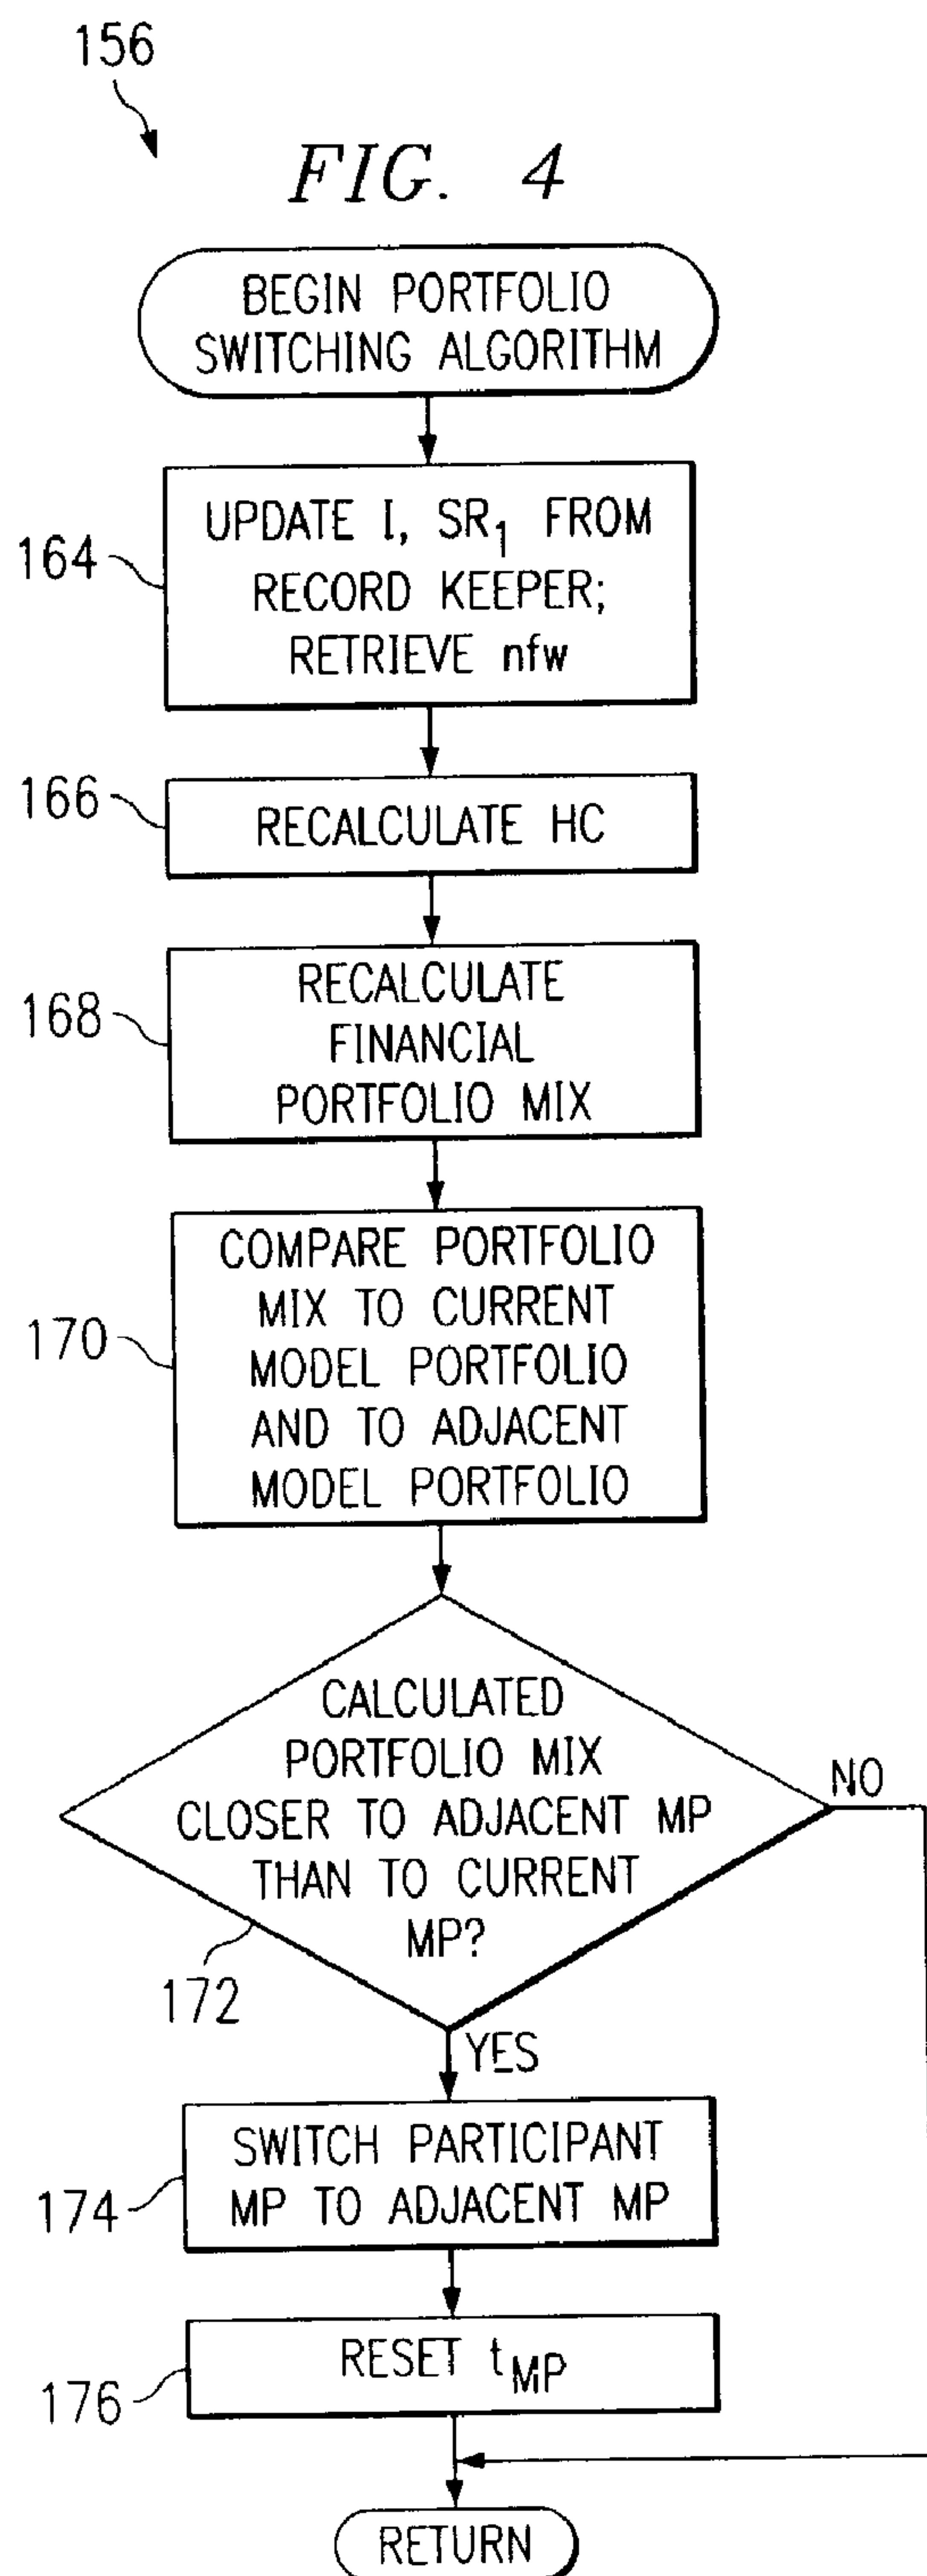 156
FIG. 4
BEGIN PORTFOLIO
SWITCHING ALGORITHM
164
UPDATE I, SR₁ FROM
RECORD KEEPER;
RETRIEVE nfw
166
RECALCULATE HC
168
RECALCULATE
FINANCIAL
PORTFOLIO MIX
170
COMPARE PORTFOLIO
MIX TO CURRENT
MODEL PORTFOLIO
AND TO ADJACENT
MODEL PORTFOLIO
CALCULATED
PORTFOLIO MIX
CLOSER TO ADJACENT MP
THAN TO CURRENT
MP?
NO
172
YES
174
SWITCH PARTICIPANT
MP TO ADJACENT MP
176
RESET tMP
RETURN